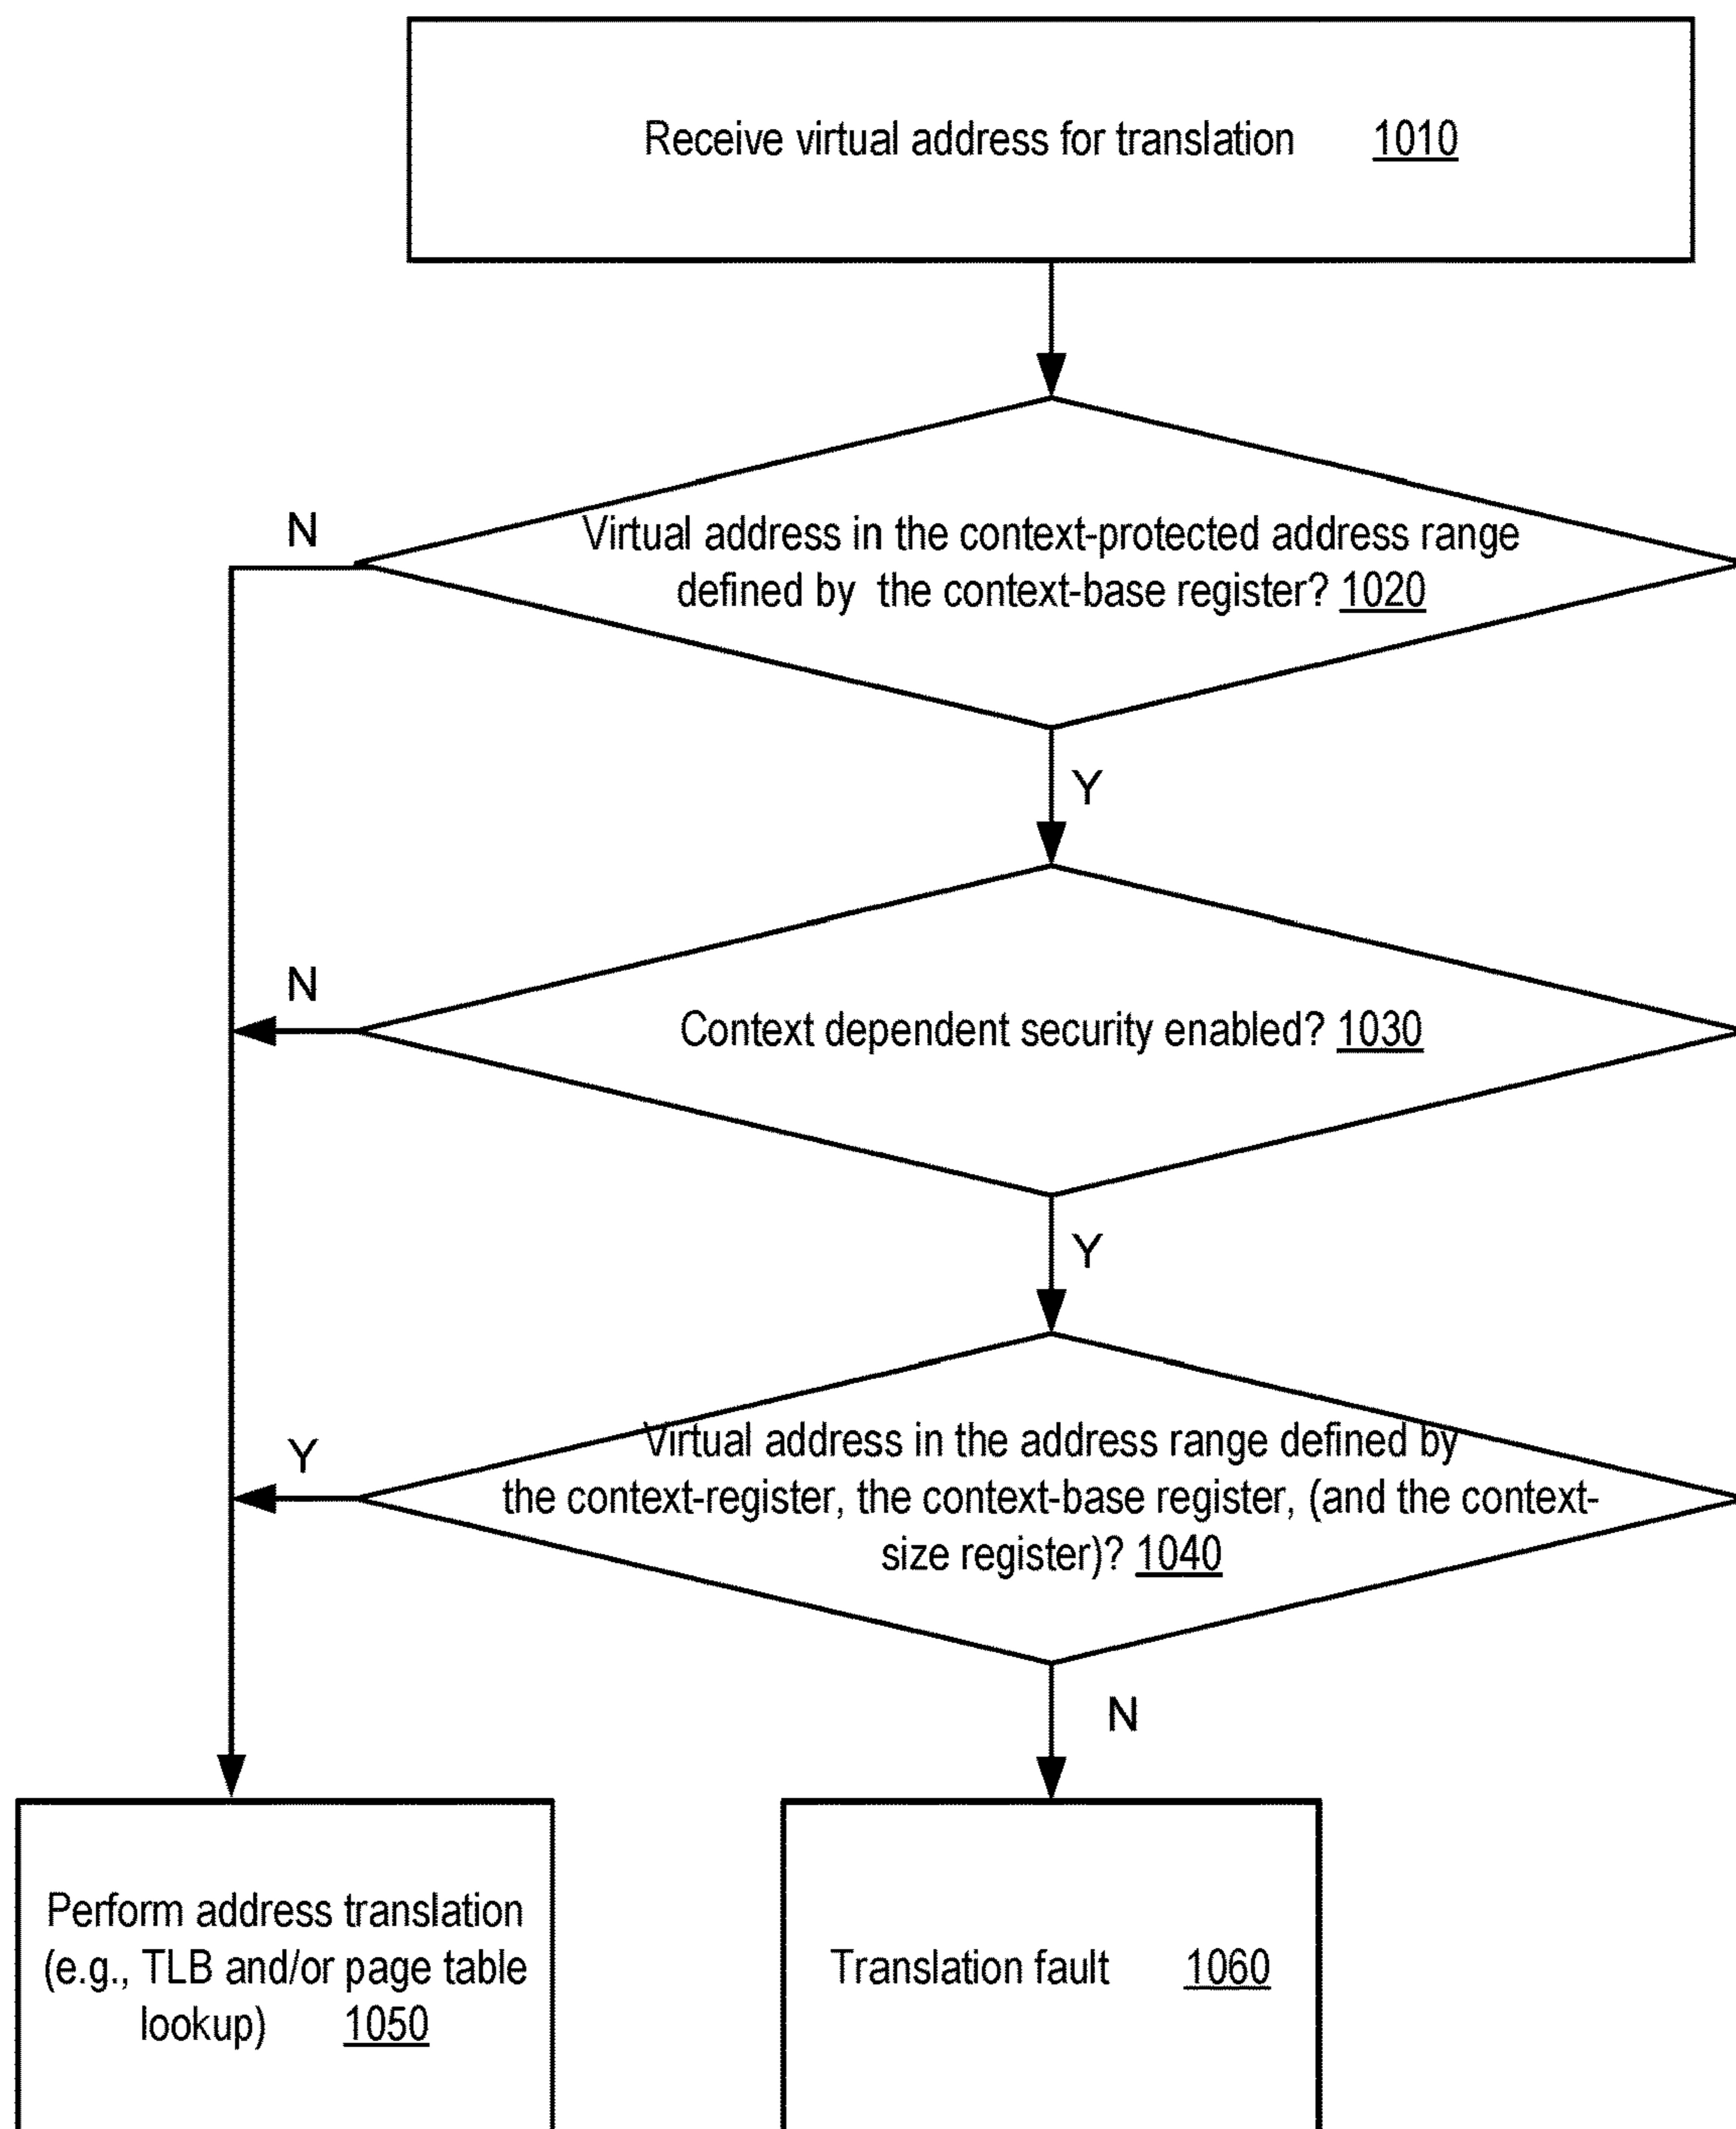 Receive virtual address for translation 1010
N
Virtual address in the context-protected address range
defined by the context-base register? 1020
Y
N
Context dependent security enabled? 1030
Y
Virtual address in the address range defined by
Y
the context-register, the context-base register, (and the context-
size register)? 1040
N
Perform address translation
(e.g., TLB and/or page table
lookup) 1050
Translation fault 1060